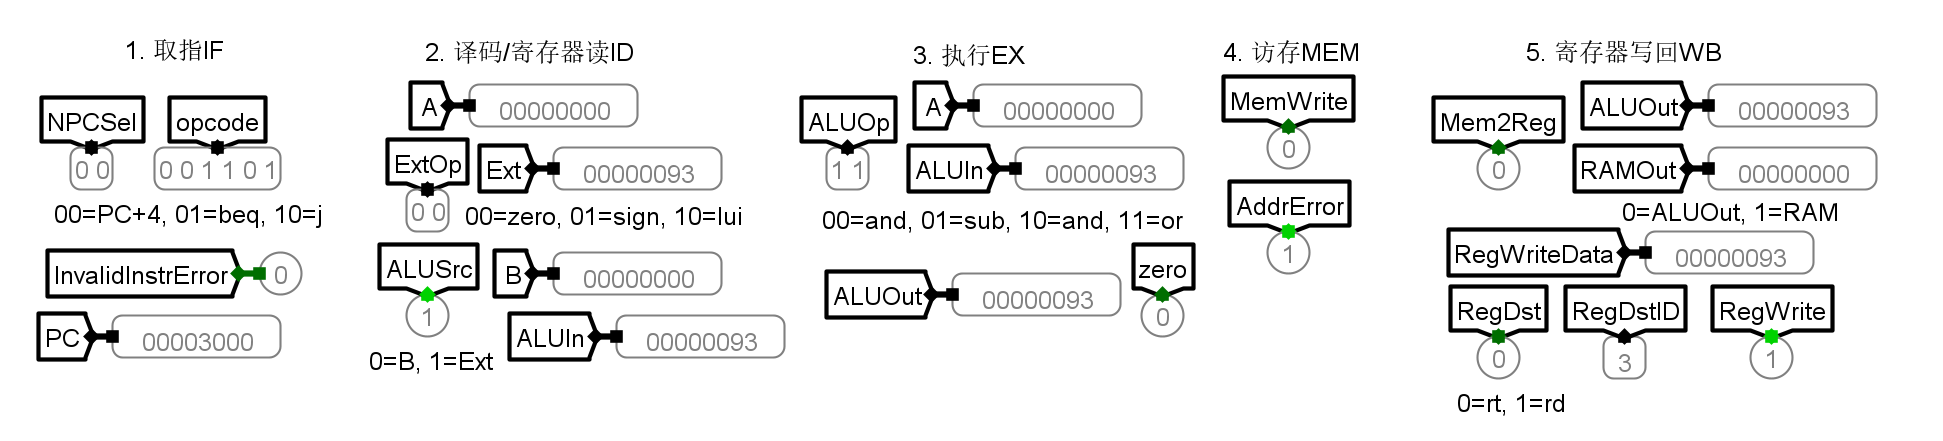 1. 取指IF
NPCSel
opcode
0 0
0 0 1 1 0 1
00=PC+4, 01=beq, 10=j
InvalidInstrError
0
PC
00003000
2. 译码/寄存器读ID
A
00000000
ExtOp
Ext
00000093
0 0
00=zero, 01=sign, 10=lui
ALUSrc
B
00000000
1
ALUIn
00000093
0=B, 1=Ext
3. 执行EX
ALUOp
A
00000000
1 1
ALUIn
00000093
00=and, 01=sub, 10=and, 11=or
ALUOut
00000093
zero
0
4. 访存MEM
MemWrite
0
AddrError
1
5. 寄存器写回WB
Mem2Reg
ALUOut
00000093
0
RAMOut
00000000
0=ALUOut, 1=RAM
RegWriteData
00000093
RegDst
RegDstID
RegWrite
0
3
1
0=rt, 1=rd